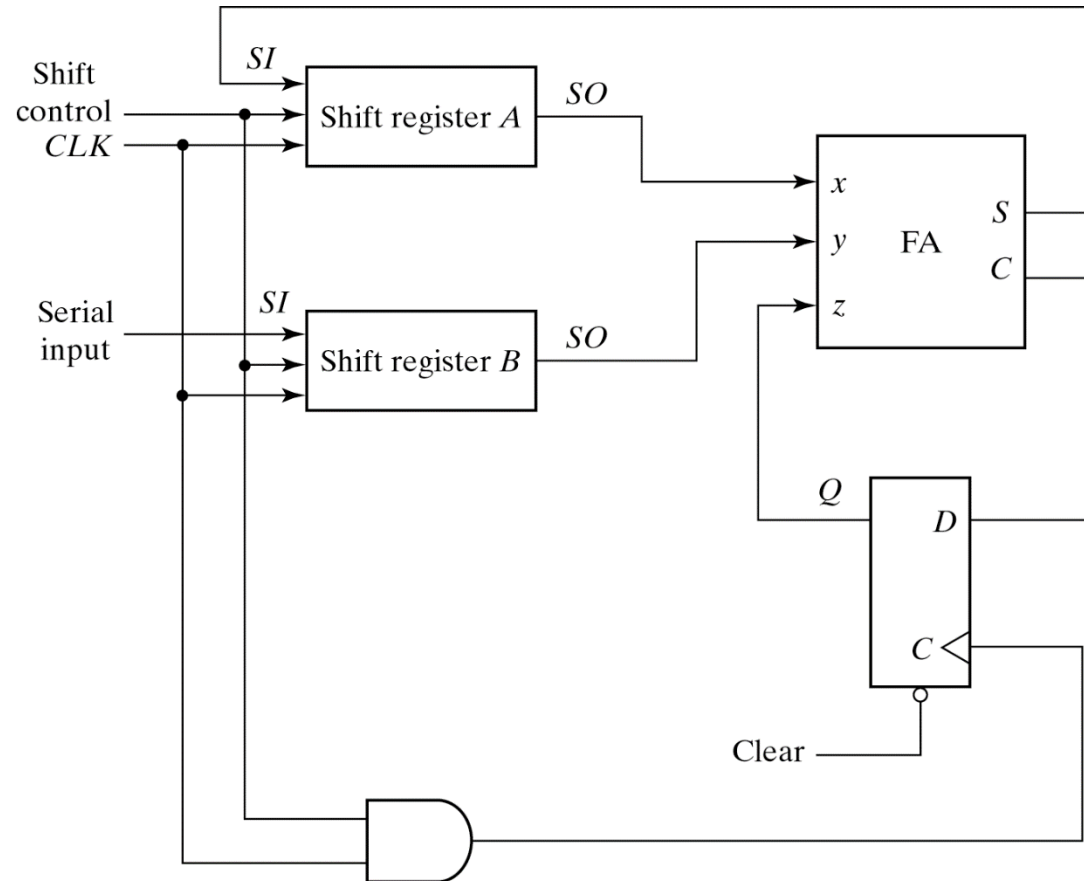 SI
Shift
control
CLK
Shift register A
SO
x
y
z
FA
S
C
Serial
input
SI
Shift register B
SO
Q
D
C
Clear